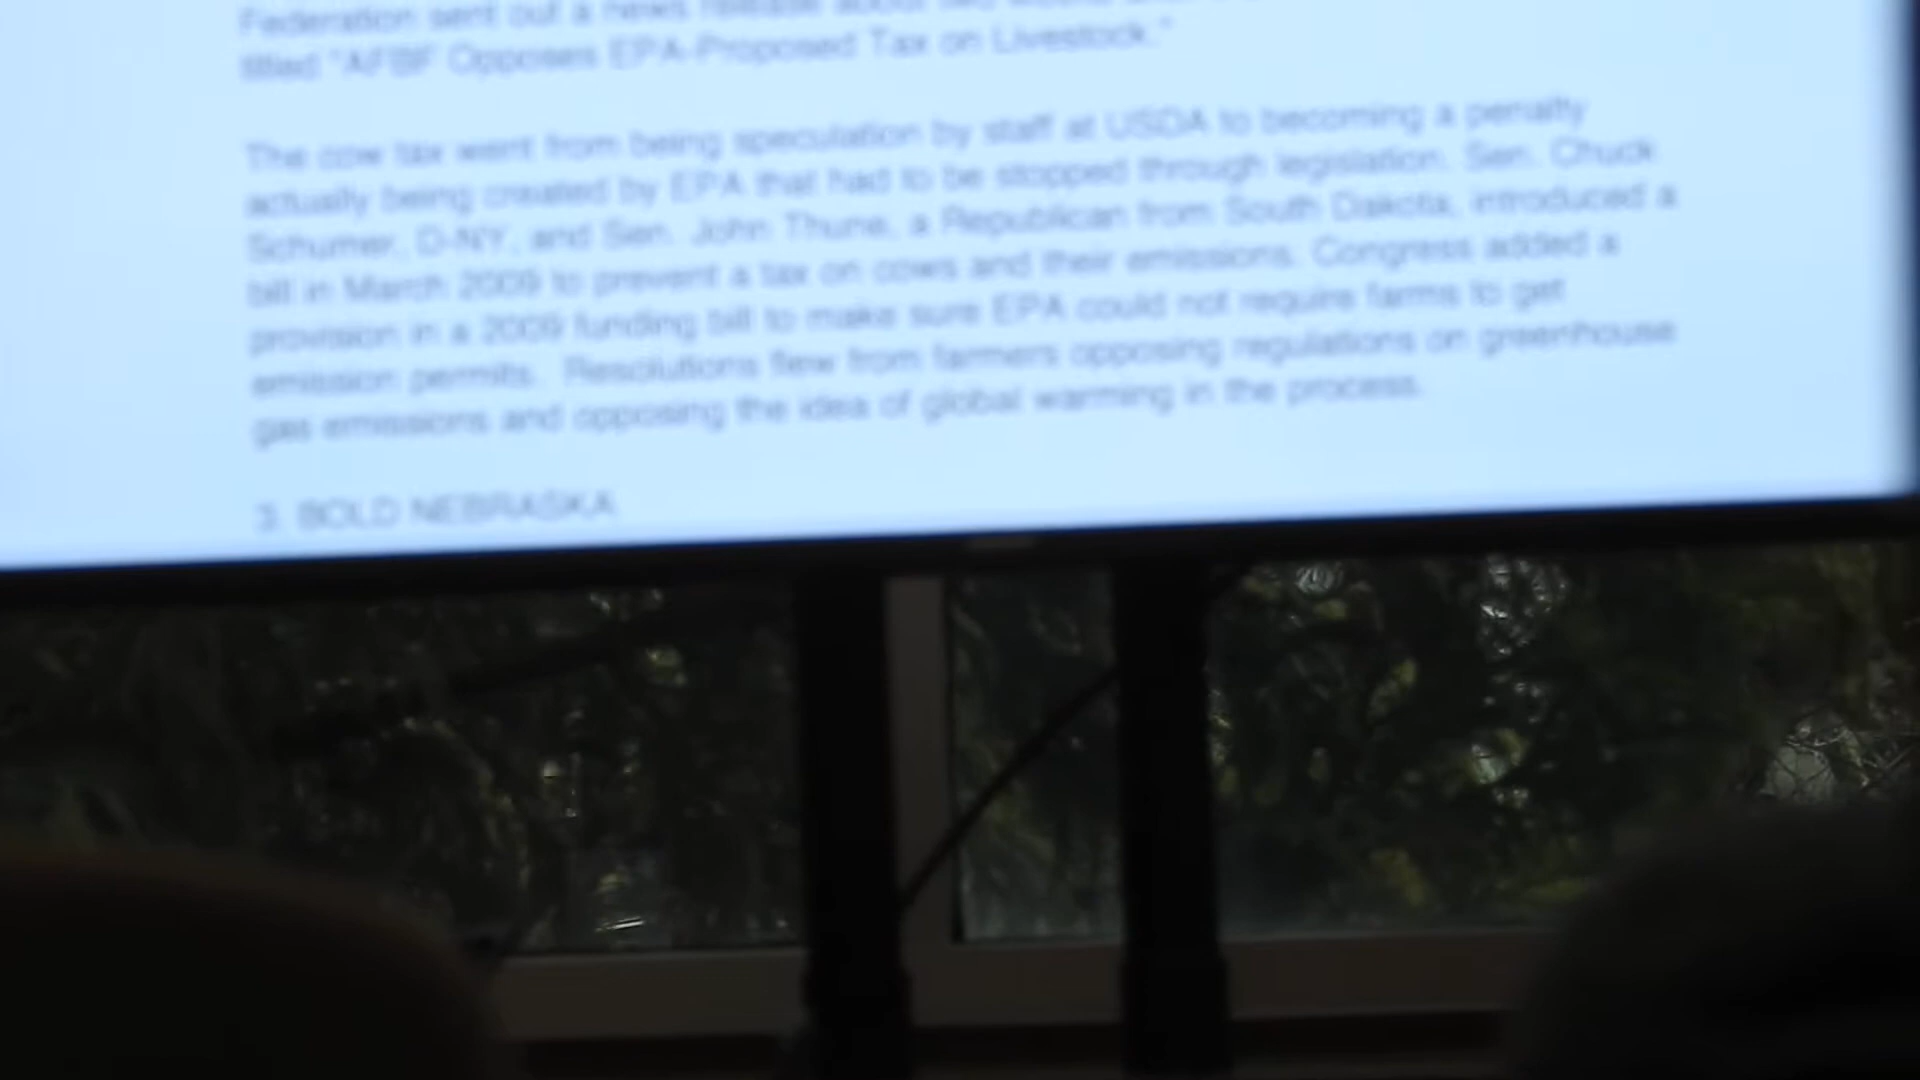 Federation sent out a news release about two weeks
titled "AFBF Opposes EPA-Proposed Tax on Livestock."
The cow tax went from being speculation by staff at USDA to becoming a penalty
actually being created by EPA that had to be stopped through legislation. Sen. Chuck
Schumer, D-NY, and Sen. John Thune, a Republican from South Dakota, introduced a
bill in March 2009 to prevent a tax on cows and their emissions. Congress added a
provision in a 2009 funding bill to make sure EPA could not require farms to get
emission permits. Resolutions flew from farmers opposing regulations on greenhouse
gas emissions and opposing the idea of global warming in the process.
3. BOLD NEBRASKA